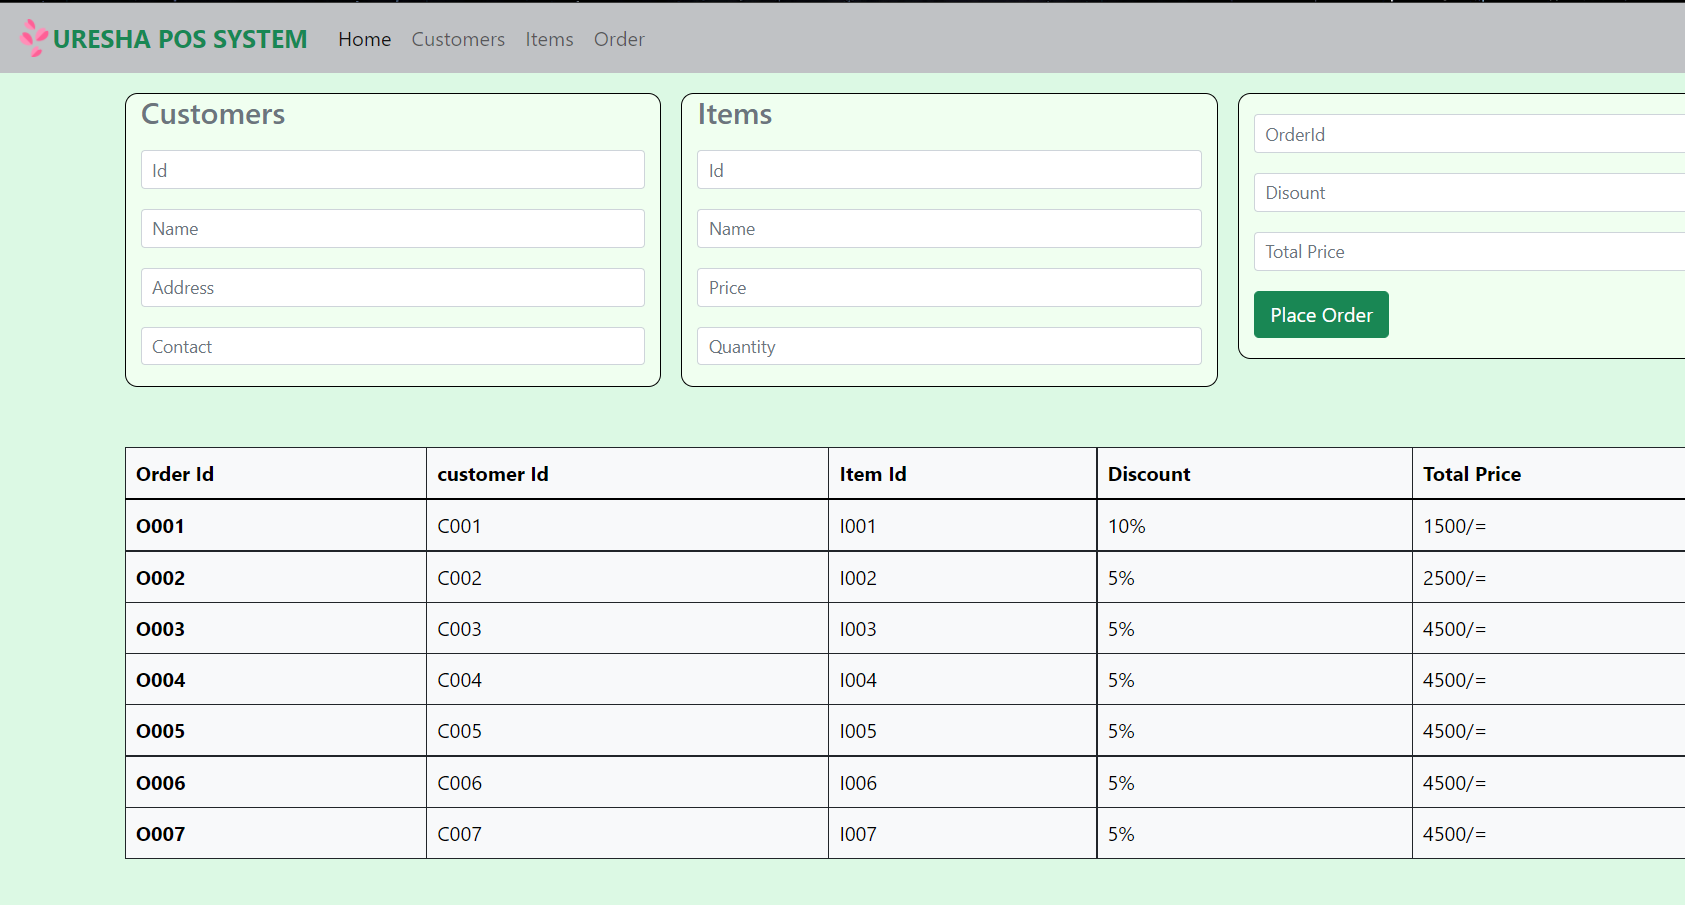 URESHA POS SYSTEM Home Customers Items Order
Customers
Id
Name
Address
Contact
Items
Id
Name
Price
Quantity
OrderId
Disount
Total Price
Place Order
Order Id customer Id Item Id Discount Total Price
O001 C001 I001 10% 1500/=
O002 C002 I002 5% 2500/=
O003 C003 I003 5% 4500/=
O004 C004 I004 5% 4500/=
O005 C005 I005 5% 4500/=
O006 C006 I006 5% 4500/=
O007 C007 I007 5% 4500/=